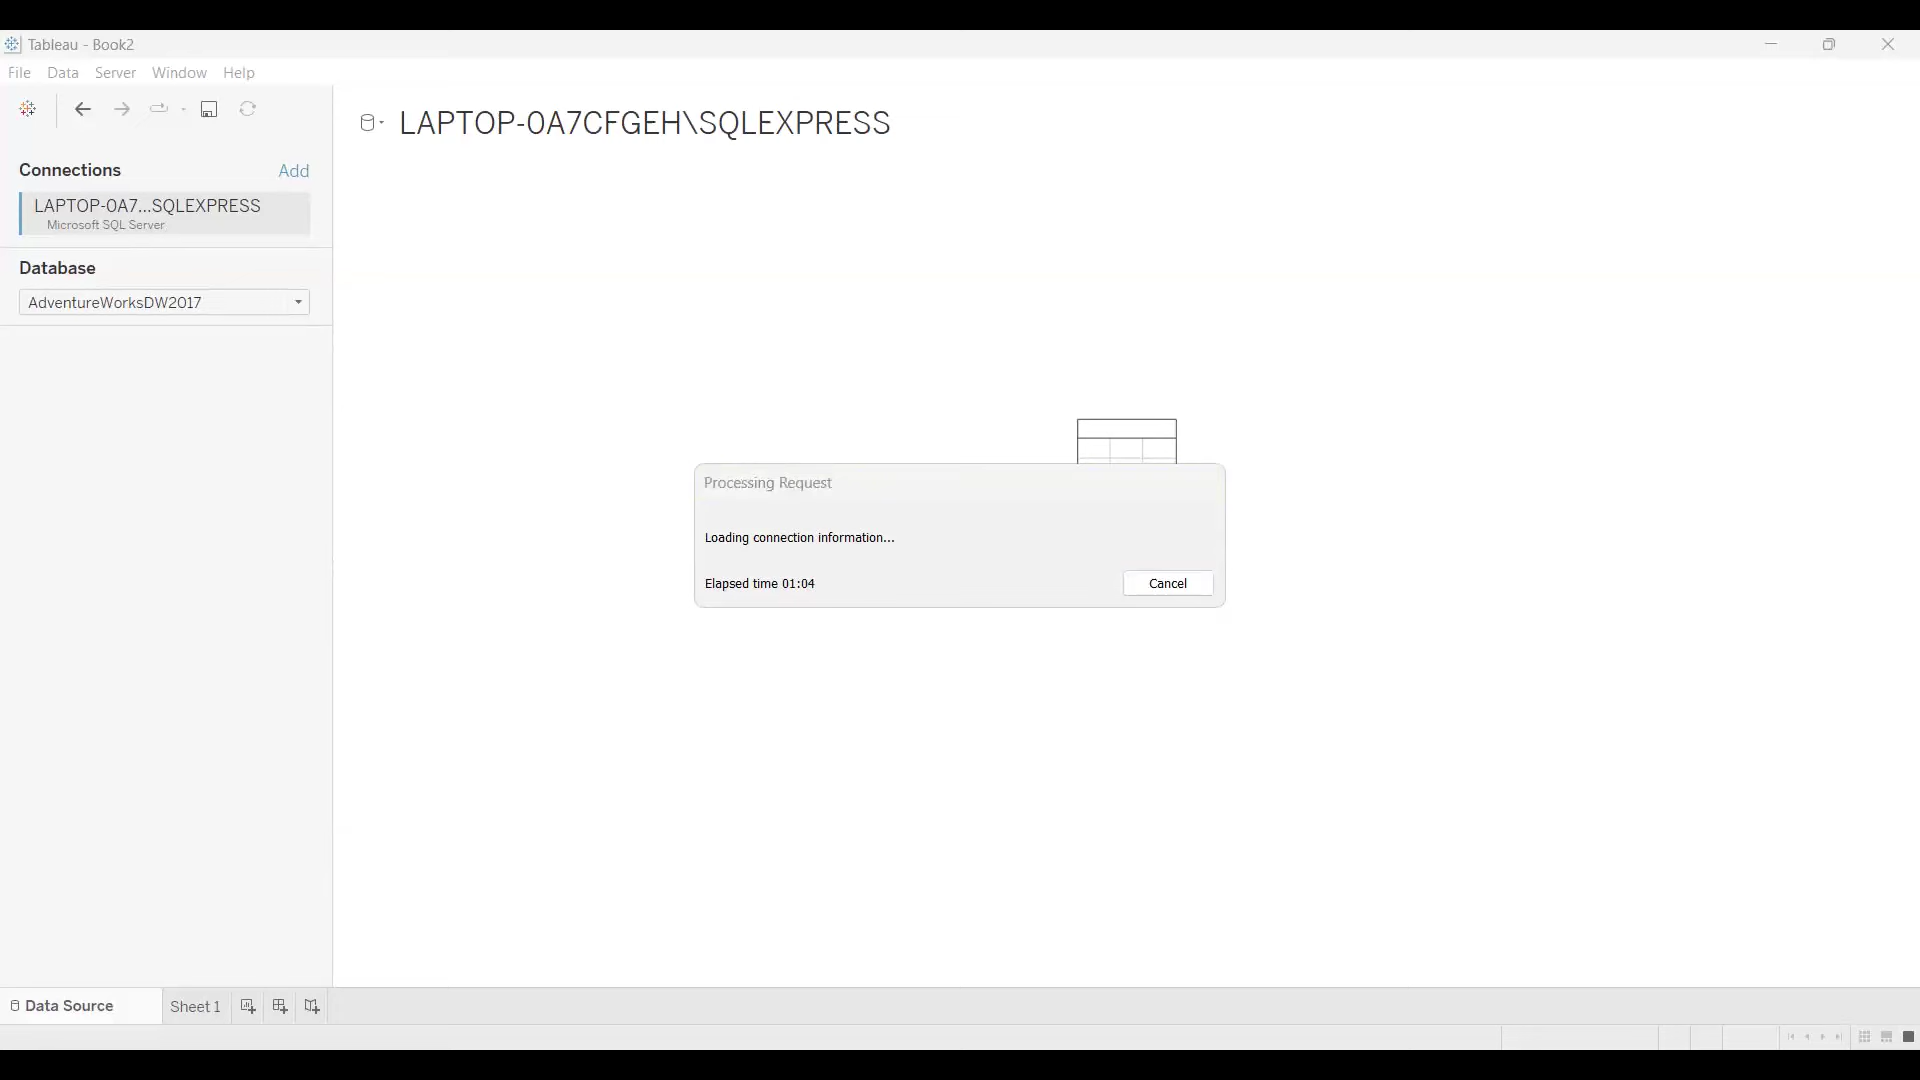 Tableau - Book2
File Data Server Window Help
LAPTOP-0A7CFGEH\SQLEXPRESS
Connections Add
LAPTOP-0A7...SQLEXPRESS
Microsoft SQL Server
Database
AdventureWorksDW2017
Processing Request
Loading connection information...
Elapsed time 01:04 Cancel
Data Source Sheet 1